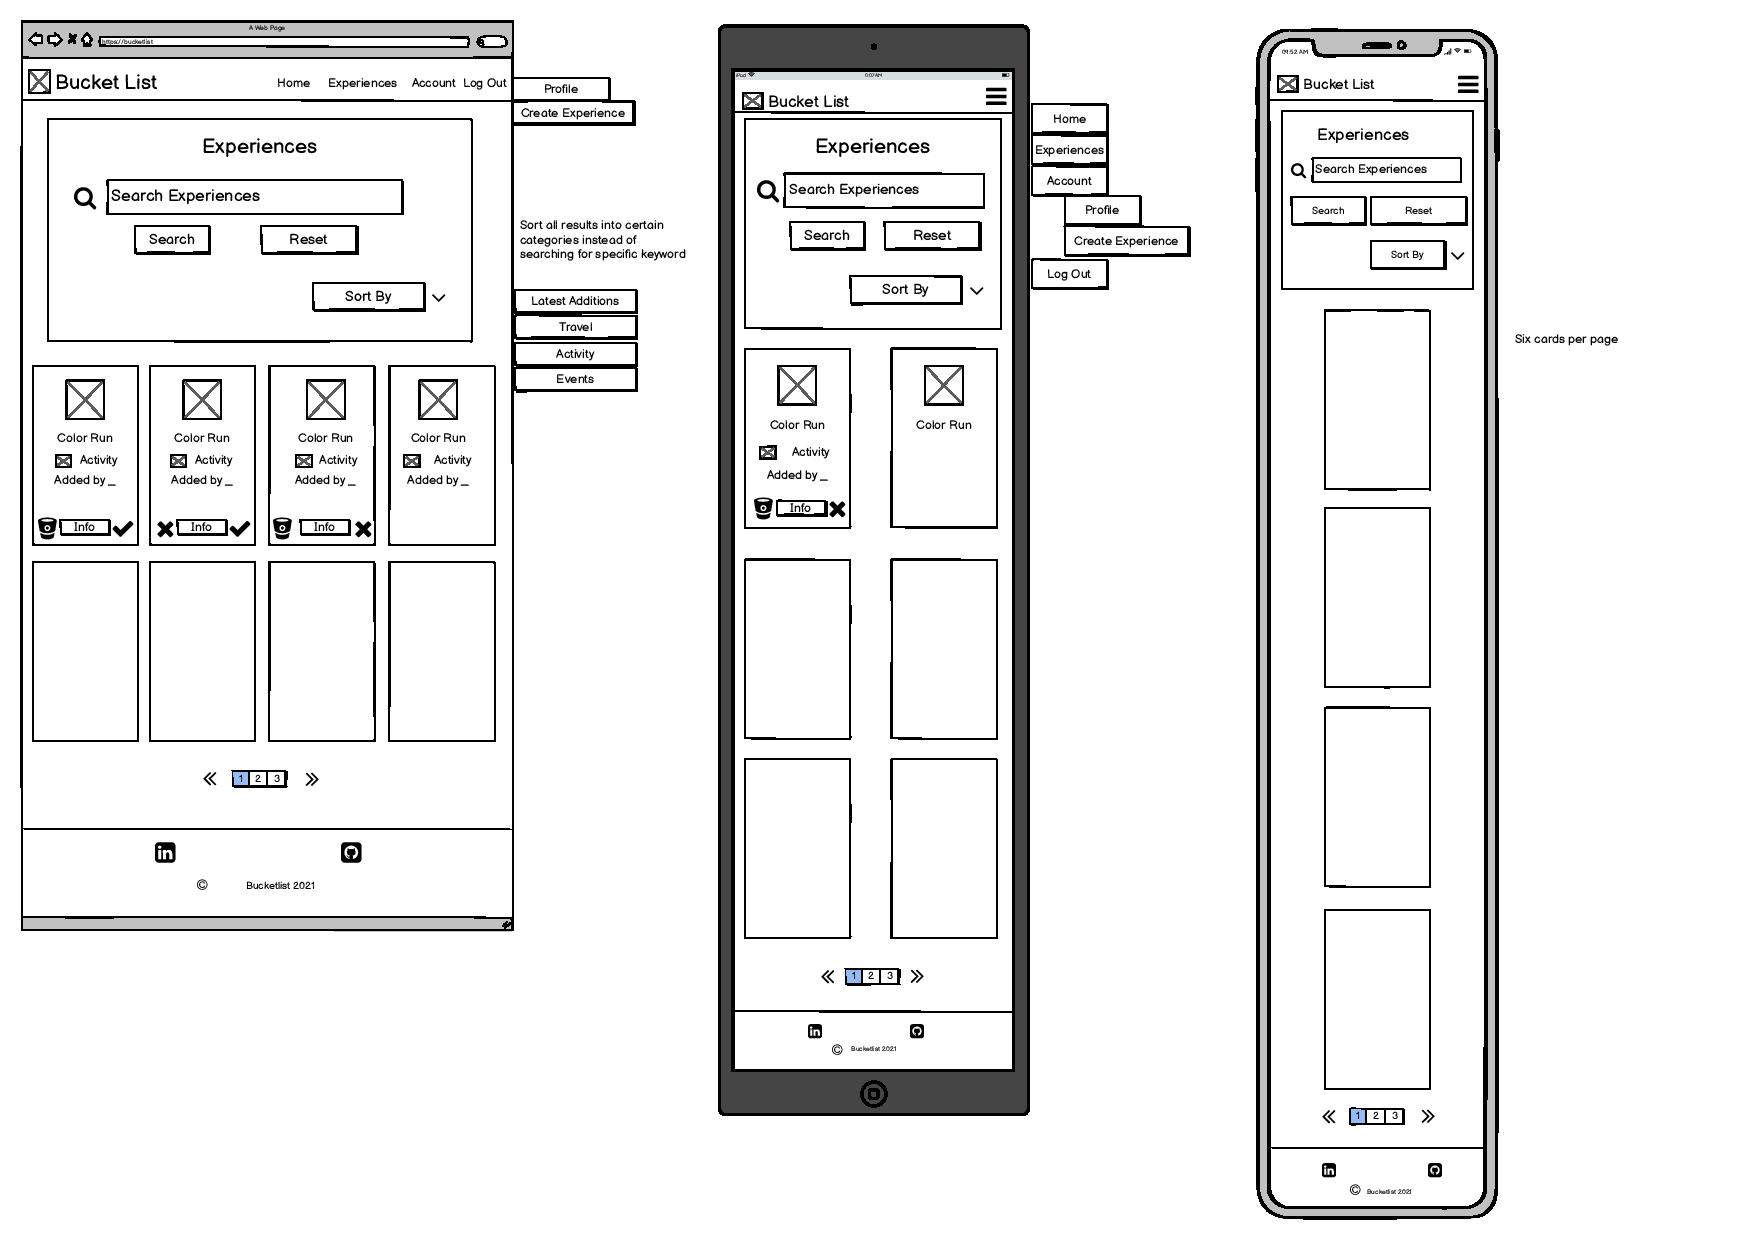 A Web Page
https://bucketlist
Bucket List
Home Experiences Account Log Out
Profile
Create Experience
Experiences
Search Experiences
Search Reset
Sort By
Sort all results into certain
categories instead of
searching for specific keyword
Latest Additions
Travel
Activity
Events
Color Run Color Run Color Run Color Run
Activity Activity Activity Activity
Added by _ Added by _ Added by _ Added by _
Info Info Info
« 1 2 3 »
© Bucketlist 2021
iPod 0:07AM
Bucket List
Home
Experiences
Account
Profile
Create Experience
Log Out
Experiences
Search Experiences
Search Reset
Sort By
Color Run Color Run
Activity
Added by _
Info
« 1 2 3 »
© Bucketlist 2021
09:52 AM
Bucket List
Experiences
Search Experiences
Search Reset
Sort By
Six cards per page
« 1 2 3 »
© Bucketlist 2021